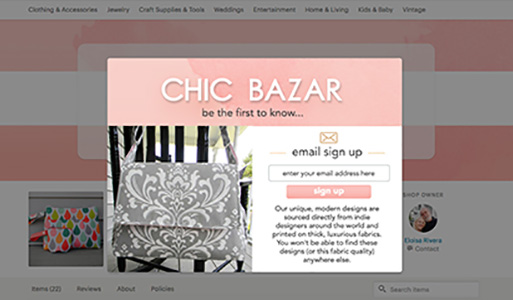 Clothing & Accessories Jewelry Craft Supplies & Tools Weddings Entertainment Home & Living Kids & Baby Vintage
CHIC BAZAR
be the first to know...
email sign up
enter your email address here
sign up
Our unique, modern designs are
sourced directly from indie
designers around the world and
printed on thick, luxurious fabrics.
You won't be able to find these
designs (or this fabric quality)
anywhere else.
SHOP OWNER
Eloisa Rivera
Contact
Items (22) Reviews About Policies
Search items